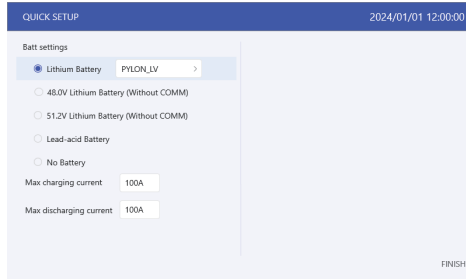 QUICK SETUP 2024/01/01 12:00:00
Batt settings
Lithium Battery PYLON_LV >
48.0V Lithium Battery (Without COMM)
51.2V Lithium Battery (Without COMM)
Lead-acid Battery
No Battery
Max charging current 100A
Max discharging current 100A
FINISH